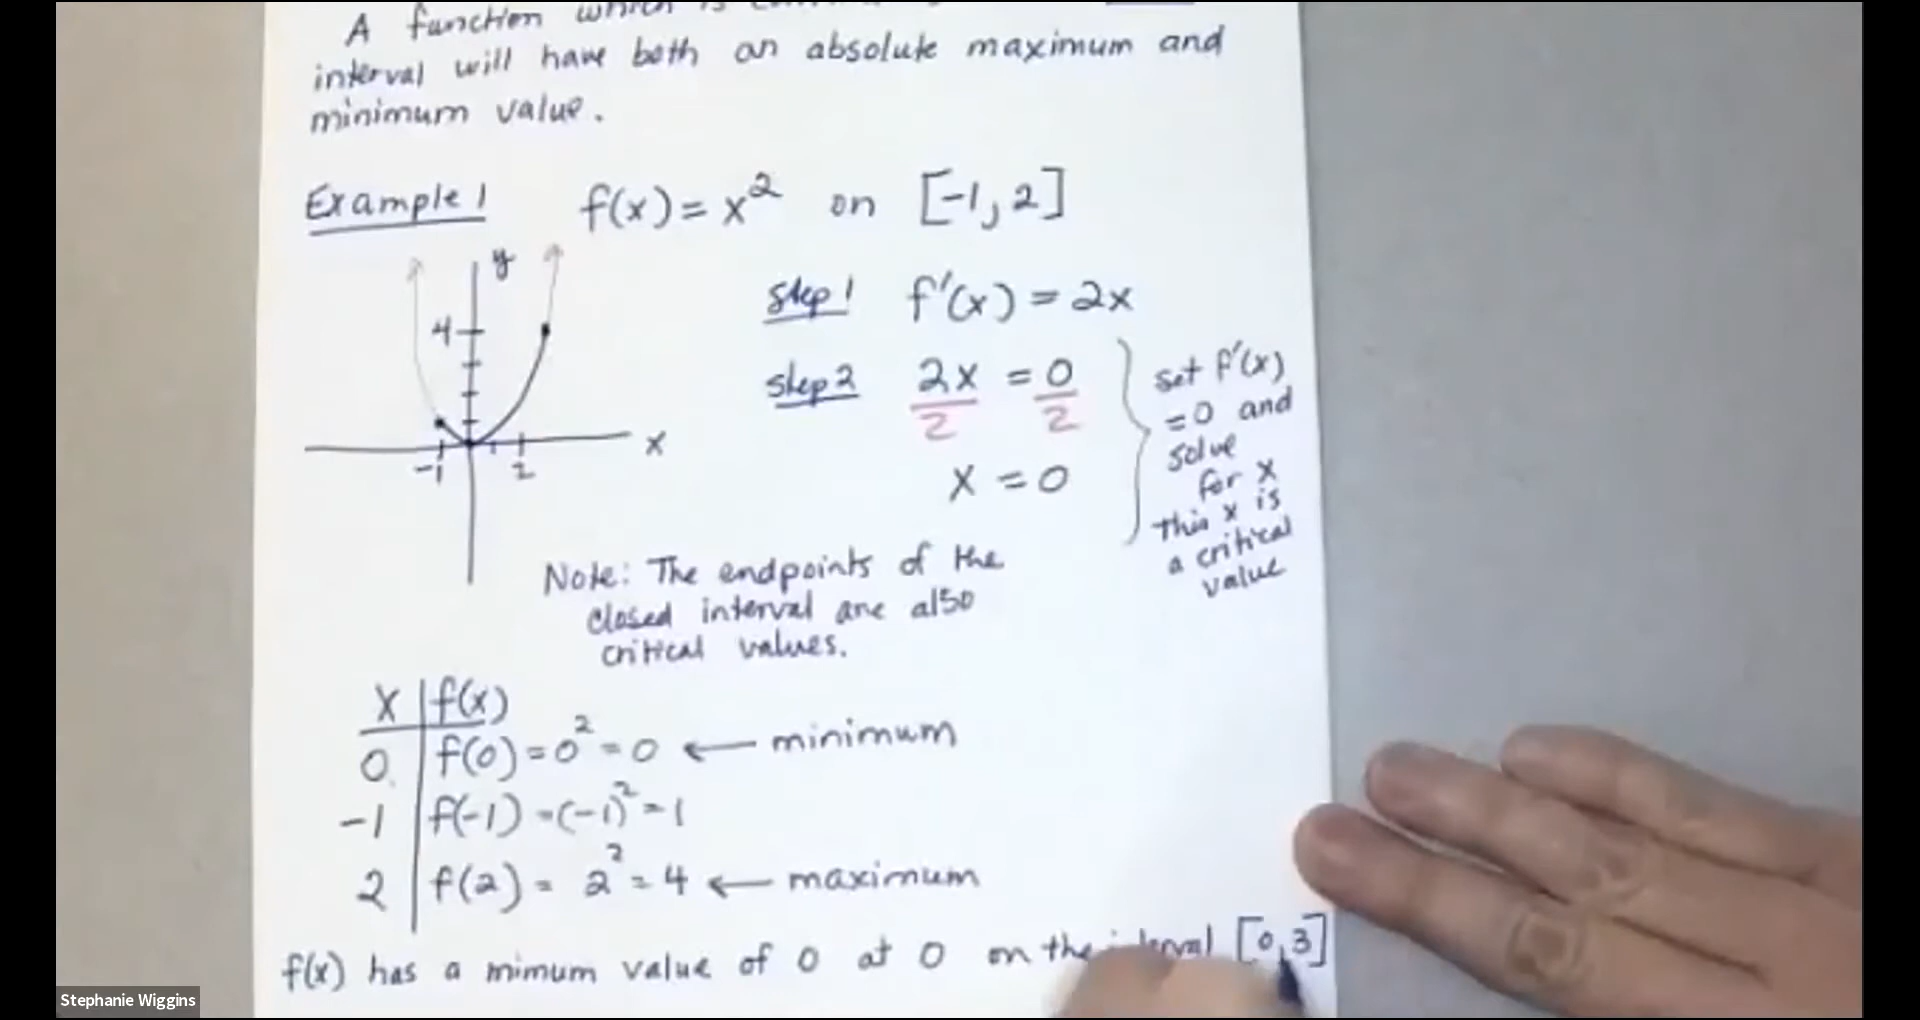 A function which is
interval will have both an absolute maximum and
minimum value.
Example 1 f(x) = x² on [-1, 2]
y
4
x
-1 2
Step 1 f'(x) = 2x
Step 2 2x = 0
2 2
x = 0
set f'(x)
= 0 and
solve
for x
this x is
a critical
value
Note: The endpoints of the
closed interval are also
critical values.
x f(x)
0 f(0) = 0² = 0 ← minimum
-1 f(-1) = (-1)² = 1
2 f(2) = 2² = 4 ← maximum
f(x) has a mimum value of 0 at 0 on the interval [0, 3]
Stephanie Wiggins